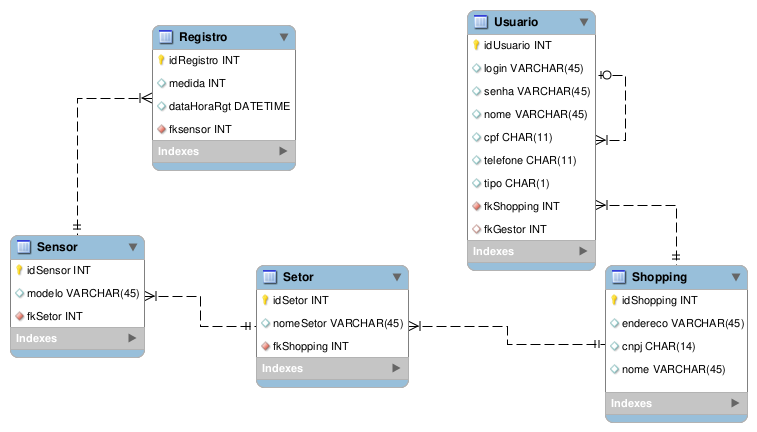 Registro
idRegistro INT
medida INT
dataHoraRgt DATETIME
fksensor INT
Indexes
Usuario
idUsuario INT
login VARCHAR(45)
senha VARCHAR(45)
nome VARCHAR(45)
cpf CHAR(11)
telefone CHAR(11)
tipo CHAR(1)
fkShopping INT
fkGestor INT
Indexes
Sensor
idSensor INT
modelo VARCHAR(45)
fkSetor INT
Indexes
Setor
idSetor INT
nomeSetor VARCHAR(45)
fkShopping INT
Indexes
Shopping
idShopping INT
endereco VARCHAR(45)
cnpj CHAR(14)
nome VARCHAR(45)
Indexes